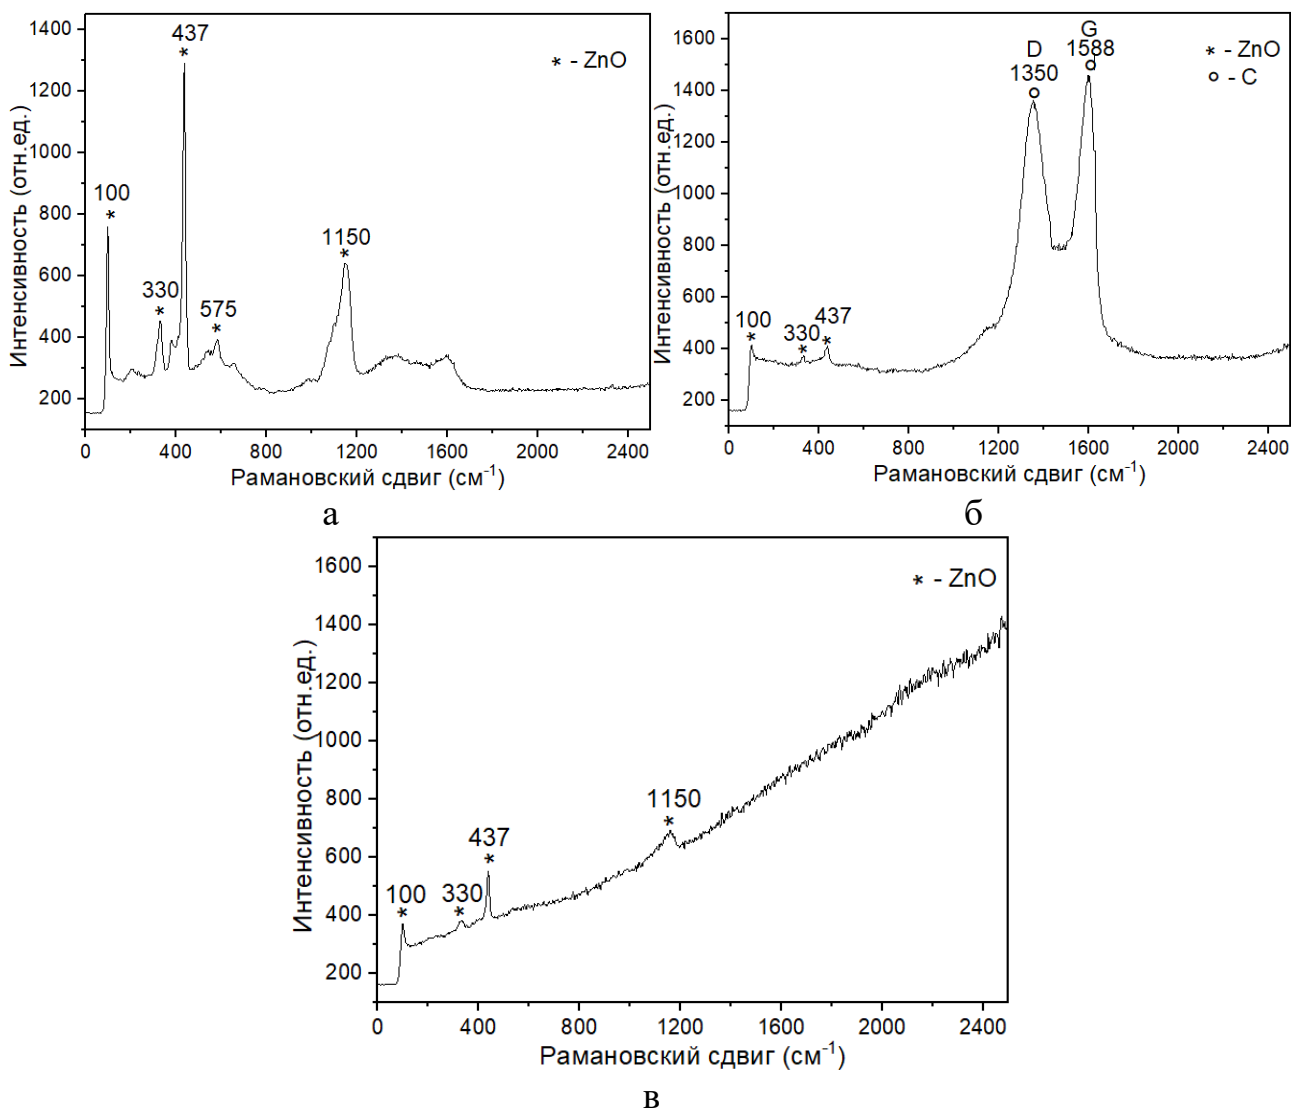 Интенсивность (отн.ед.)
1400
1200
1000
800
600
400
200
100
*
330
*
437
*
575
*
1150
*
* - ZnO
0 400 800 1200 1600 2000 2400
Рамановский сдвиг (см⁻¹)
а
Интенсивность (отн.ед.)
1600
1400
1200
1000
800
600
400
200
100
*
330
*
437
*
D
1350
G
1588
* - ZnO
o - C
0 400 800 1200 1600 2000 2400
Рамановский сдвиг (см⁻¹)
б
Интенсивность (отн.ед.)
1600
1400
1200
1000
800
600
400
200
100
*
330
*
437
*
1150
*
* - ZnO
0 400 800 1200 1600 2000 2400
Рамановский сдвиг (см⁻¹)
в